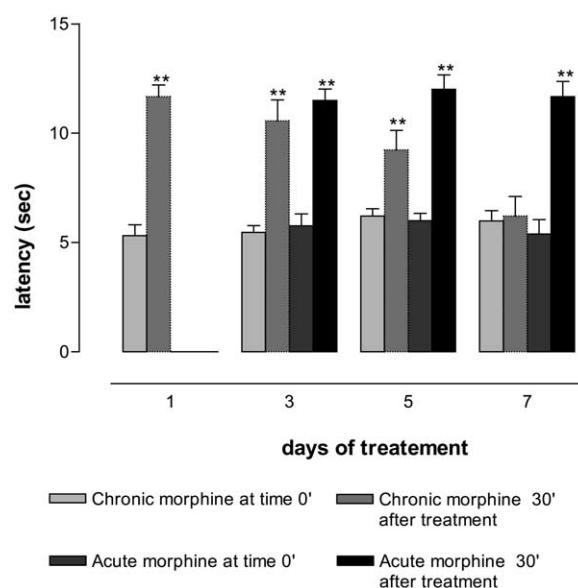 15
**
**
**
**
**
**
10
latency (sec)
5
0
1 3 5 7
days of treatement
Chronic morphine at time 0'
Chronic morphine 30'
after treatment
Acute morphine at time 0'
Acute morphine 30'
after treatment